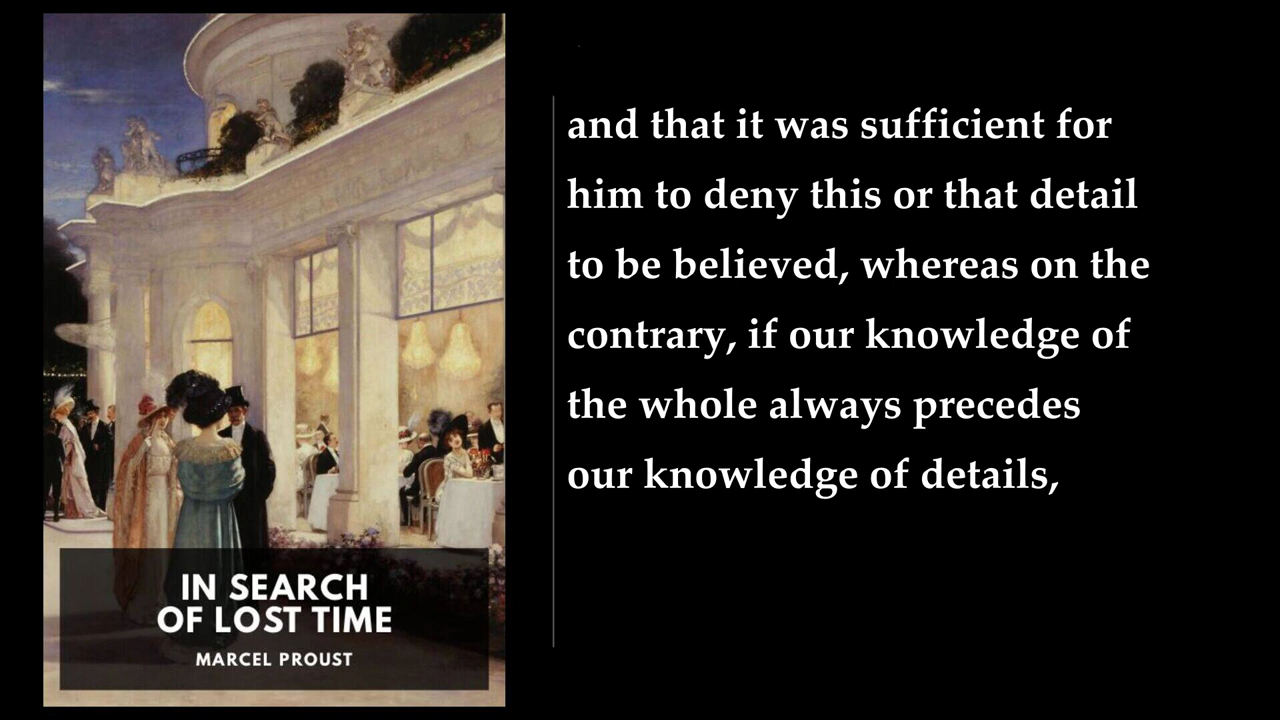 and that it was sufficient for
him to deny this or that detail
to be believed, whereas on the
contrary, if our knowledge of
the whole always precedes
our knowledge of details,
IN SEARCH
OF LOST TIME
MARCEL PROUST